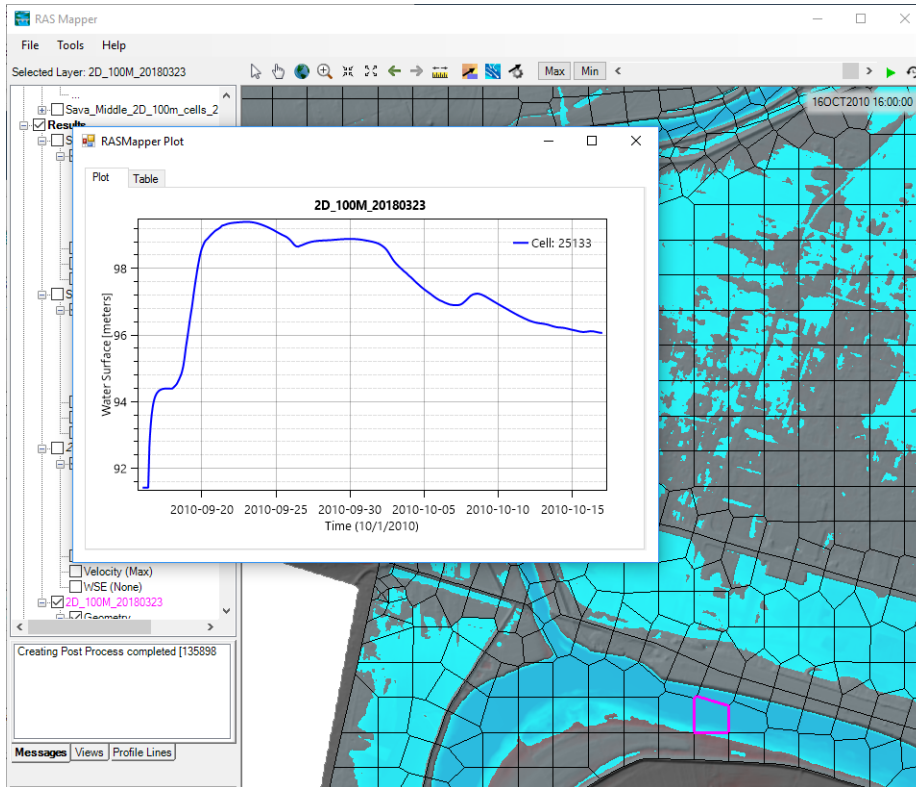 RAS Mapper
File Tools Help
Selected Layer: 2D_100M_20180323
Max Min
...
Sava_Middle_2D_100m_cells_2
Results
16OCT2010 16:00:00
RASMapper Plot
Plot Table
2D_100M_20180323
Cell: 25133
98
96
94
92
Water Surface [meters]
2010-09-20 2010-09-25 2010-09-30 2010-10-05 2010-10-10 2010-10-15
Time (10/1/2010)
Velocity (Max)
WSE (None)
2D_100M_20180323
Geometry
Creating Post Process completed [135898
Messages Views Profile Lines